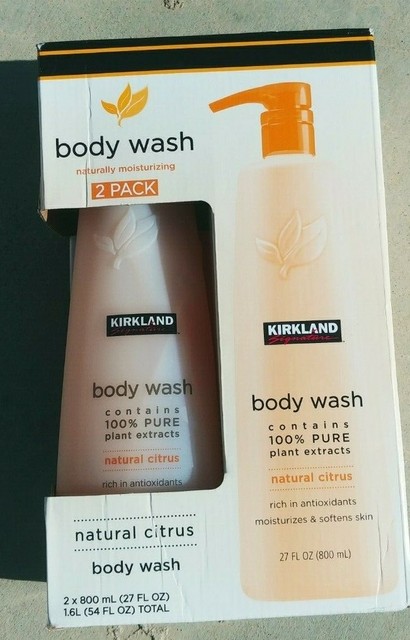 body wash
naturally moisturizing
2 PACK
KIRKLAND
Signature
body wash
contains
100% PURE
plant extracts
natural citrus
rich in antioxidants
natural citrus
body wash
2 x 800 mL (27 FL OZ)
1.6L (54 FL OZ) TOTAL
KIRKLAND
Signature
body wash
contains
100% PURE
plant extracts
natural citrus
rich in antioxidants
moisturizes & softens skin
27 FL OZ (800 mL)